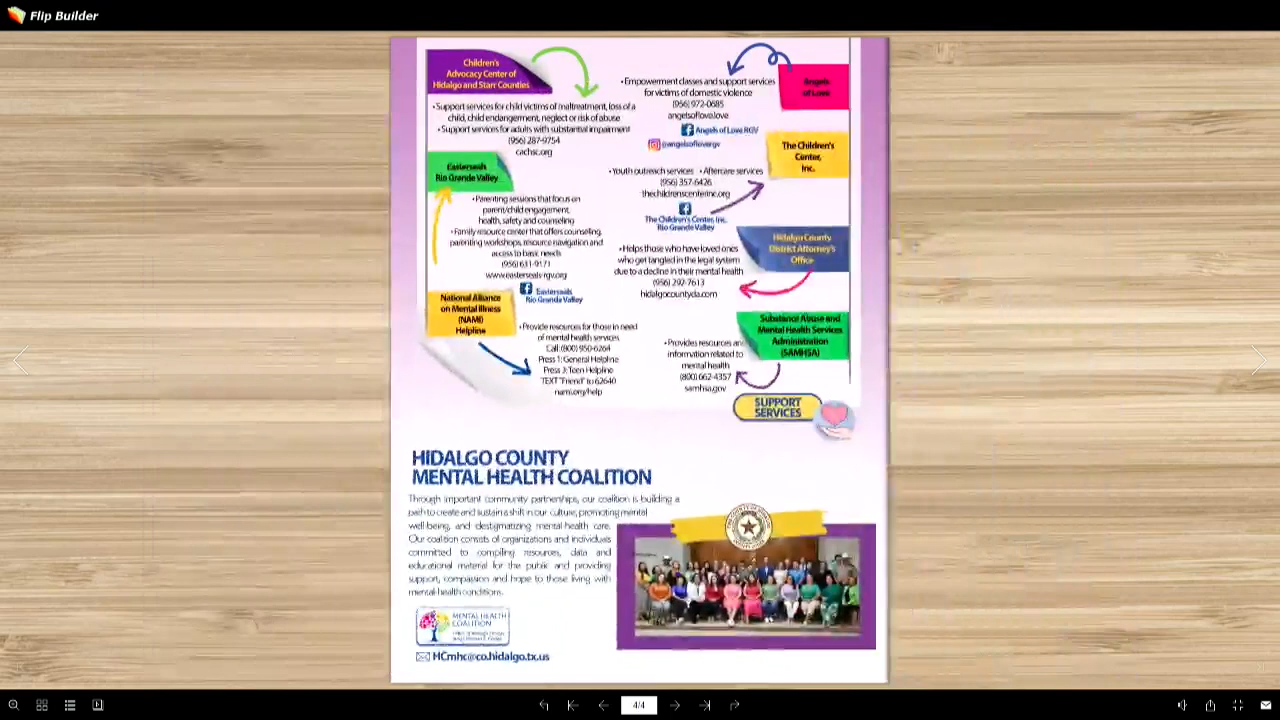 Flip Builder
Children's
Advocacy Center of
Hidalgo and Starr Counties
• Support services for child victims of maltreatment, loss of a
child, child endangerment, neglect or risk of abuse
• Support services for adults with substantial impairment
(956) 287-9754
cachsc.org
Easterseals
Rio Grande Valley
• Parenting sessions that focus on
parent/child engagement,
health, safety and counseling
• Family resource center that offers counseling,
parenting workshops, resource navigation and
access to basic needs
(956) 631-9171
www.easterseals-rgv.org
Easterseals
Rio Grande Valley
National Alliance
on Mental Illness
(NAMI)
Helpline
• Provide resources for those in need
of mental health services
Call: (800) 950-6264
Press 1: General Helpline
Press 3: Teen Helpline
TEXT "Friend" to 62640
nami.org/help
Angels
of Love
• Empowerment classes and support services
for victims of domestic violence
(956) 972-0685
angelsoflove.love
Angels of Love RGV
@angelsoflovergv
The Children's
Center,
Inc.
• Youth outreach services • Aftercare services
(956) 357-6426
thechildrenscenterinc.org
The Children's Center, Inc.
Rio Grande Valley
Hidalgo County
District Attorney's
Office
• Helps those who have loved ones
who get tangled in the legal system
due to a decline in their mental health
(956) 292-7613
hidalgocountyda.com
Substance Abuse and
Mental Health Services
Administration
(SAMHSA)
• Provides resources and
information related to
mental health
(800) 662-4357
samhsa.gov
SUPPORT
SERVICES
HIDALGO COUNTY
MENTAL HEALTH COALITION
Through important community partnerships, our coalition is building a
path to create and sustain a shift in our culture, promoting mental
well-being, and destigmatizing mental health care.
Our coalition consists of organizations and individuals
committed to compiling resources, data and
educational material for the public and providing
support, compassion and hope to those living with
mental health conditions.
MENTAL HEALTH
COALITION
HCmhc@co.hidalgo.tx.us
4/4